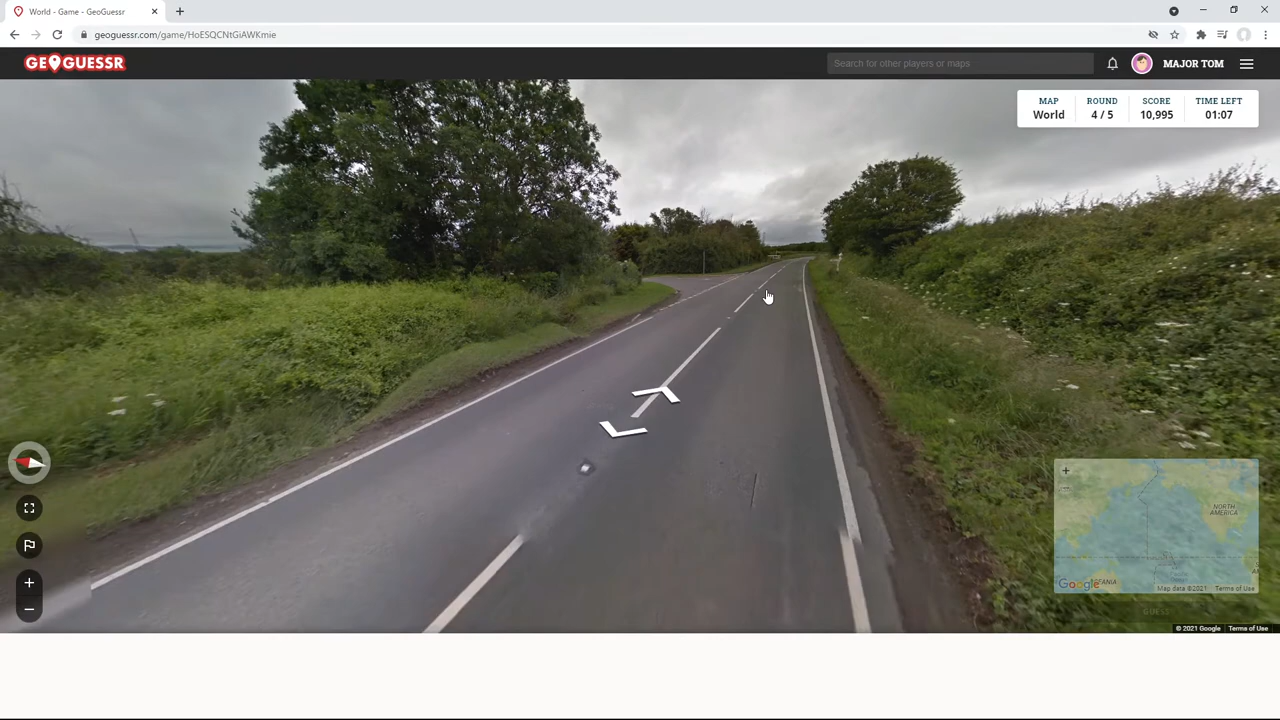 World - Game - GeoGuessr
geoguessr.com/game/HoESQCNtGiAWKmie
GEOGUESSR
Search for other players or maps
MAJOR TOM
MAP ROUND SCORE TIME LEFT
World 4 / 5 10,995 01:07
NORTH
AMERICA
Google
Map data ©2021 Terms of Use
GUESS
© 2021 Google Terms of Use